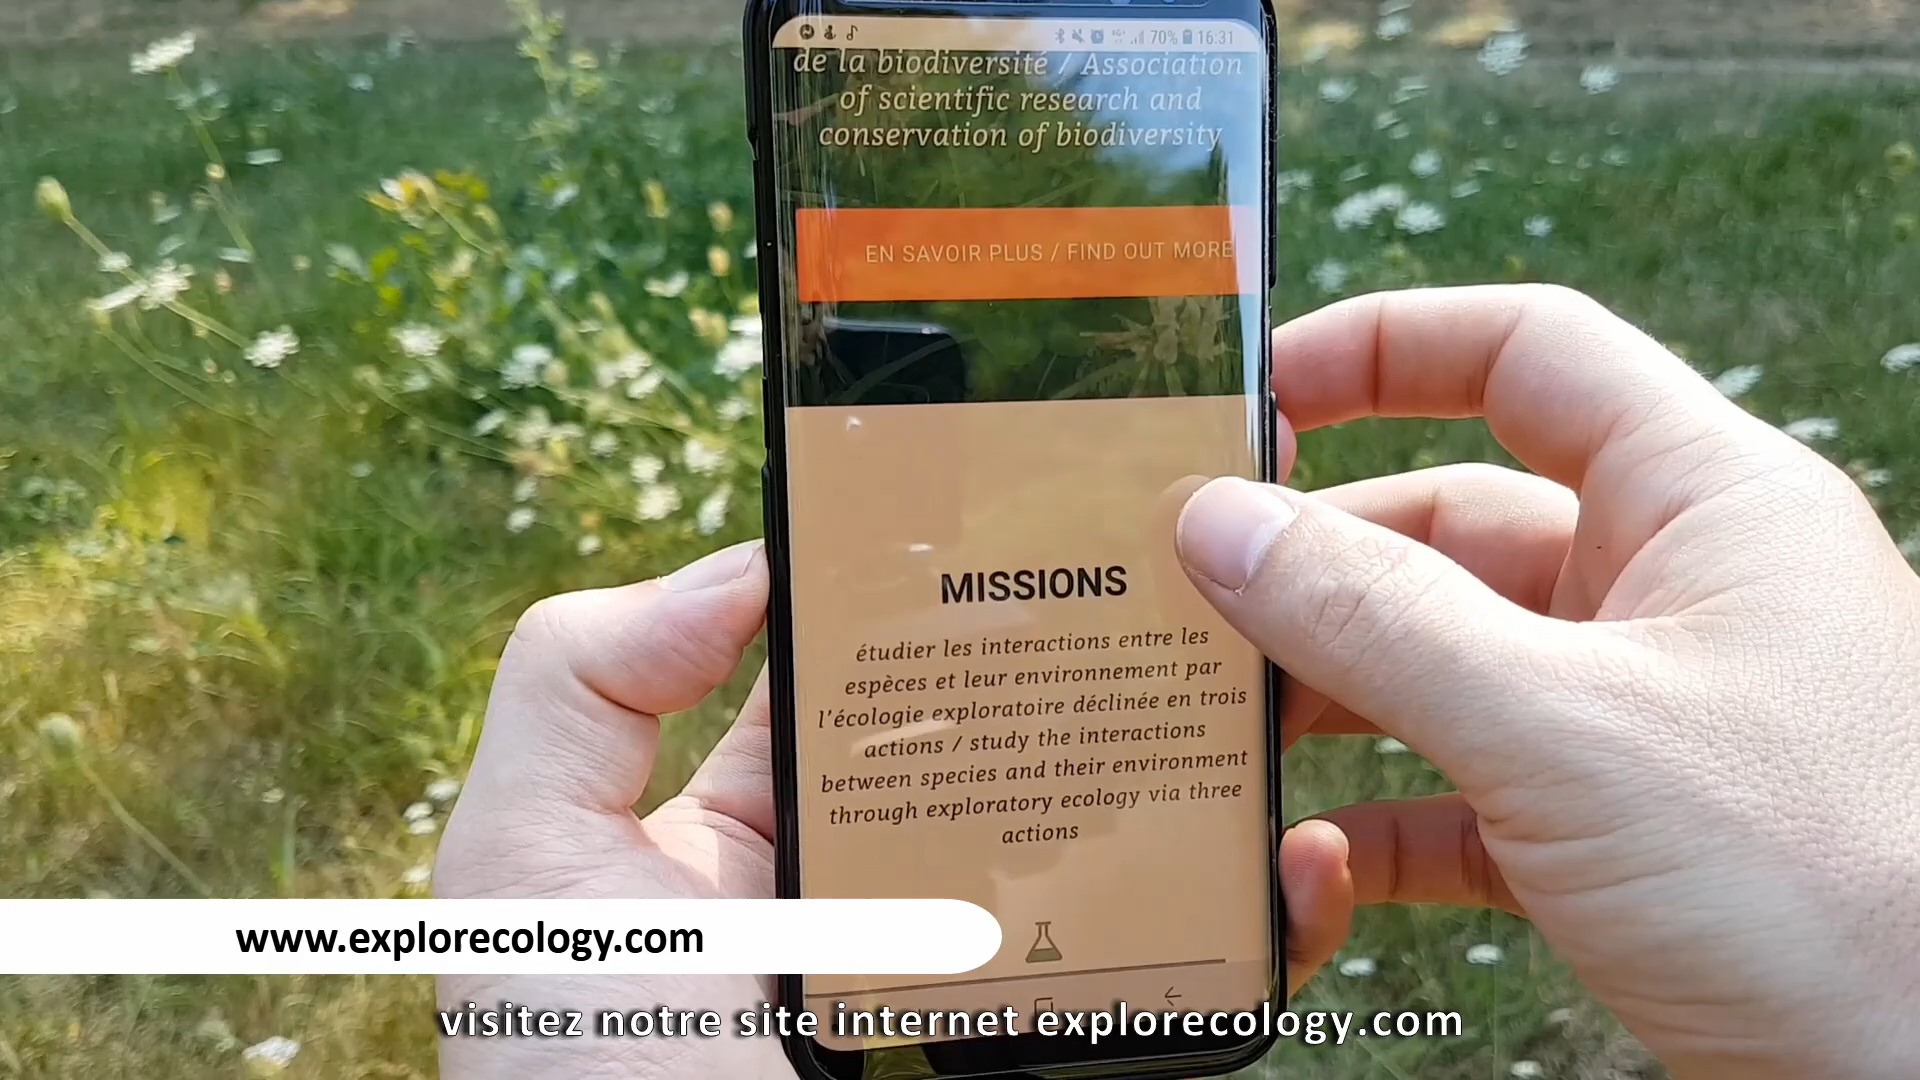 70% 16:31
de la biodiversité / Association
of scientific research and
conservation of biodiversity
EN SAVOIR PLUS / FIND OUT MORE
MISSIONS
étudier les interactions entre les
espèces et leur environnement par
l'écologie exploratoire déclinée en trois
actions / study the interactions
between species and their environment
through exploratory ecology via three
actions
www.explorecology.com
visitez notre site internet explorecology.com